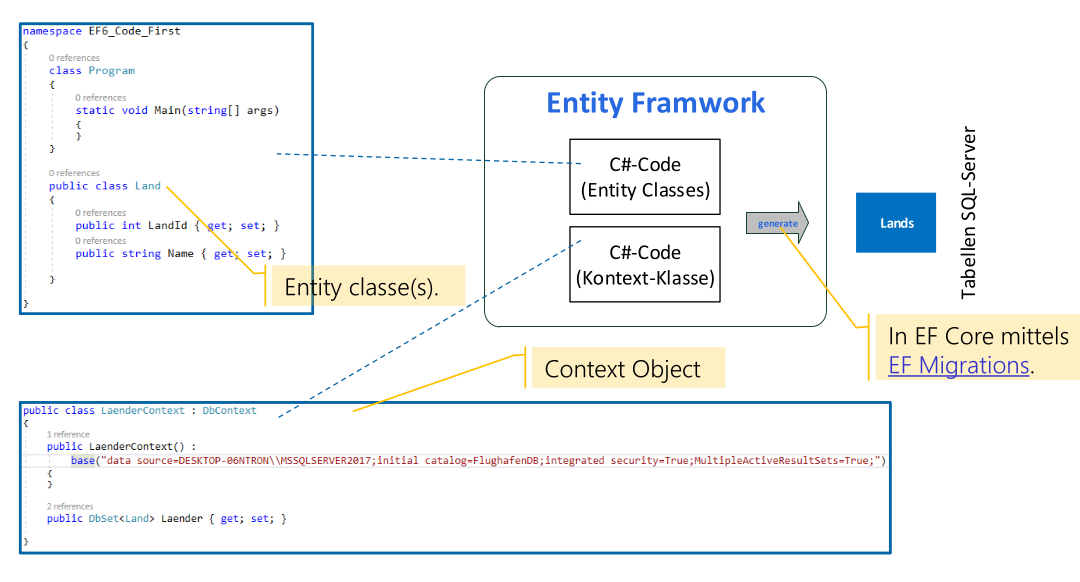 namespace EF6_Code_First
{
0 references
class Program
{
0 references
static void Main(string[] args)
{
}
}
0 references
public class Land
{
0 references
public int LandId { get; set; }
0 references
public string Name { get; set; }
}
}
Entity classe(s).
Entity Framwork
C#-Code
(Entity Classes)
C#-Code
(Kontext-Klasse)
generate
Lands
Tabellen SQL-Server
In EF Core mittels
EF Migrations.
Context Object
public class LaenderContext : DbContext
{
1 reference
public LaenderContext() :
base("data source=DESKTOP-06NTRON\\MSSQLSERVER2017;initial catalog=FlughafenDB;integrated security=True;MultipleActiveResultSets=True;")
{
}
2 references
public DbSet<Land> Laender { get; set; }
}